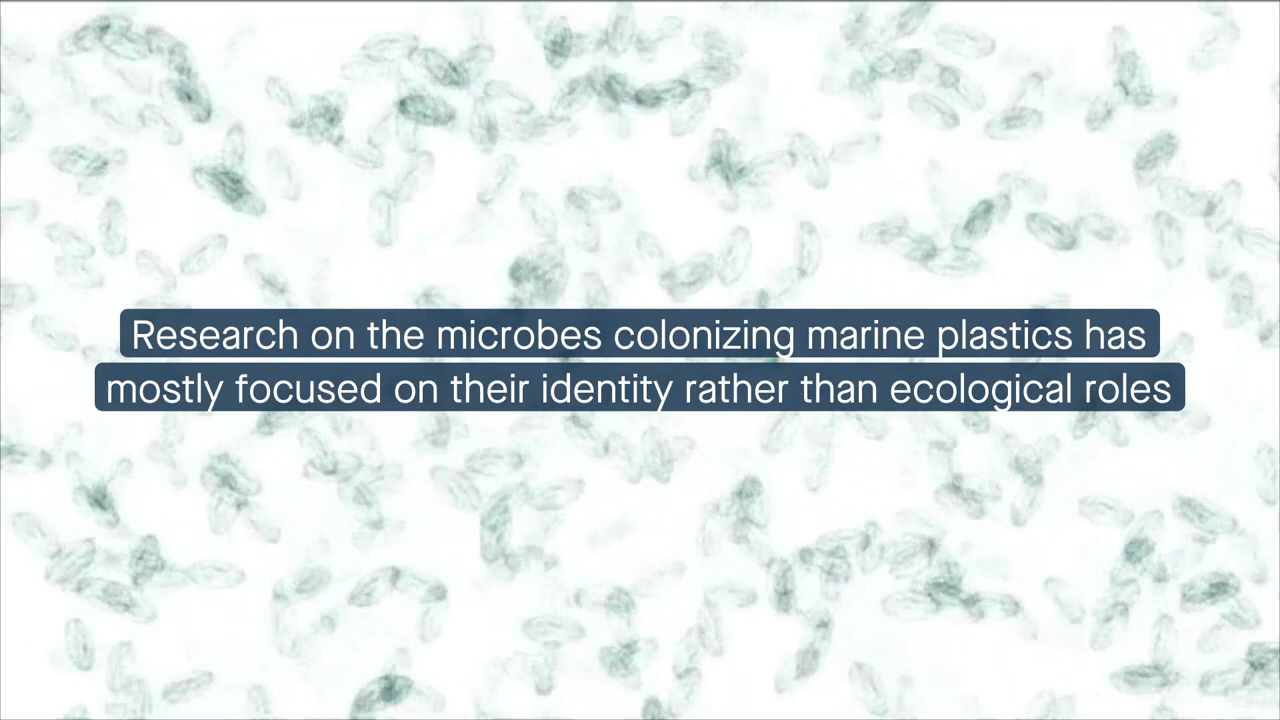 Research on the microbes colonizing marine plastics has
mostly focused on their identity rather than ecological roles